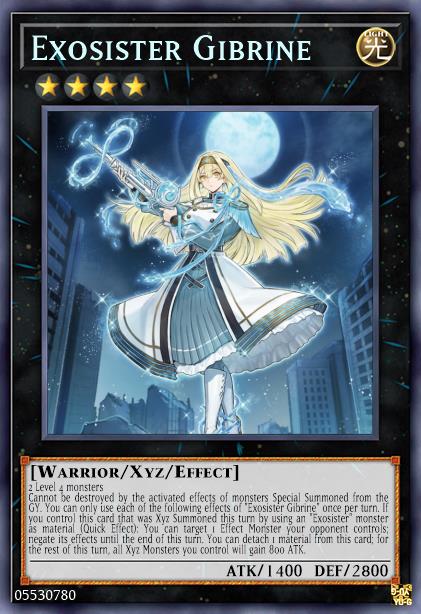 EXOSISTER GIBRINE
LIGHT
光
[WARRIOR/XYZ/EFFECT]
2 Level 4 monsters
Cannot be destroyed by the activated effects of monsters Special Summoned from the
GY. You can only use each of the following effects of "Exosister Gibrine" once per turn. If
you control this card that was Xyz Summoned this turn by using an "Exosister" monster
as material (Quick Effect): You can target 1 Effect Monster your opponent controls;
negate its effects until the end of this turn. You can detach 1 material from this card; for
the rest of this turn, all Xyz Monsters you control will gain 800 ATK.
ATK/1400 DEF/2800
05530780